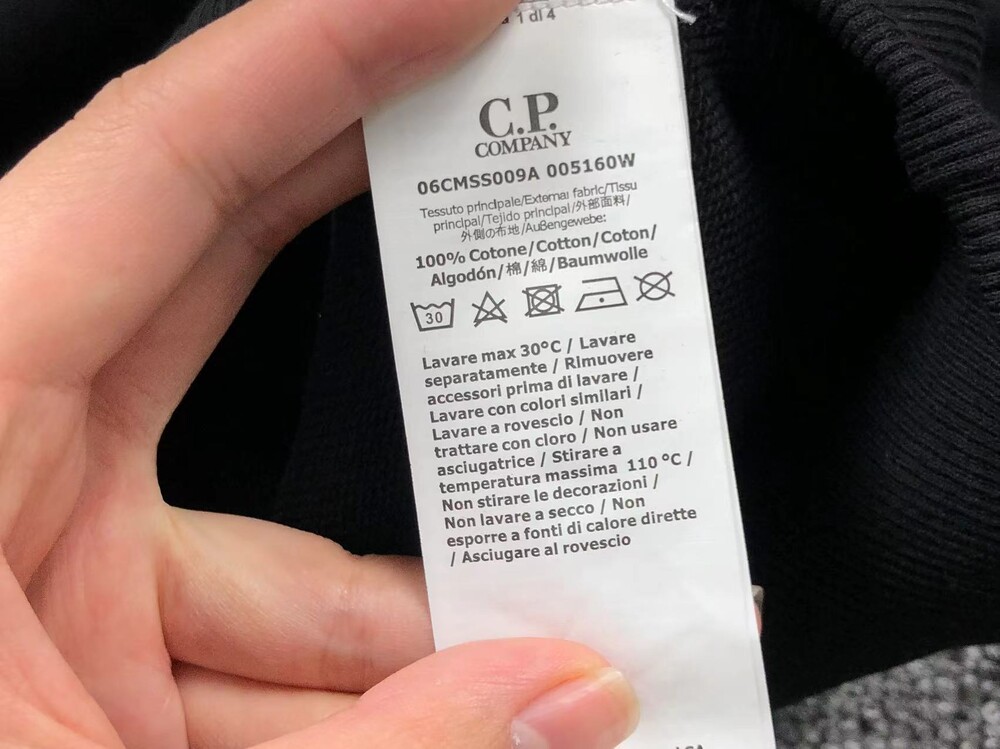 1 di 4
C.P.
COMPANY
06CMSS009A 005160W
Tessuto principale/External fabric/Tissu
principal/Tejido principal/外部面料/
外側の布地/Außengewebe:
100% Cotone/Cotton/Coton/
Algodón/棉/綿/Baumwolle
30
Lavare max 30°C / Lavare
separatamente / Rimuovere
accessori prima di lavare /
Lavare con colori similari /
Lavare a rovescio / Non
trattare con cloro / Non usare
asciugatrice / Stirare a
temperatura massima 110 °C /
Non stirare le decorazioni /
Non lavare a secco / Non
esporre a fonti di calore dirette
/ Asciugare al rovescio